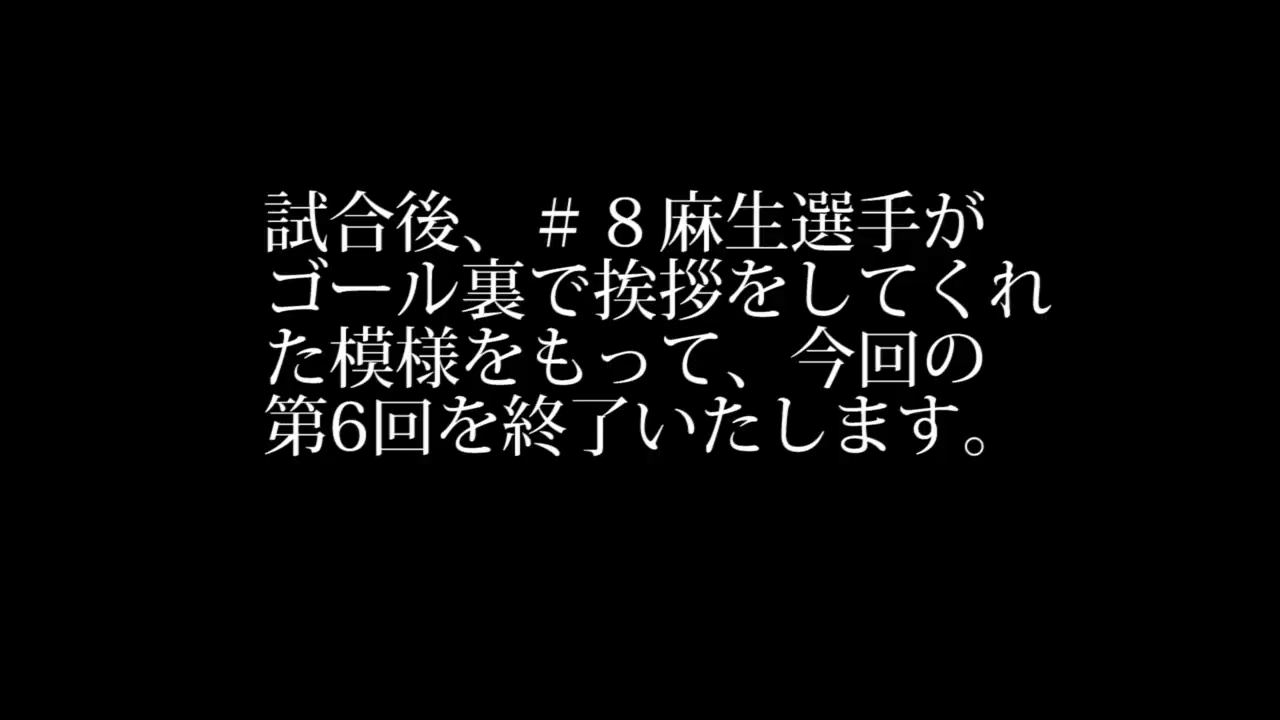 試合後、＃８麻生選手が
ゴール裏で挨拶をしてくれ
た模様をもって、今回の
第6回を終了いたします。